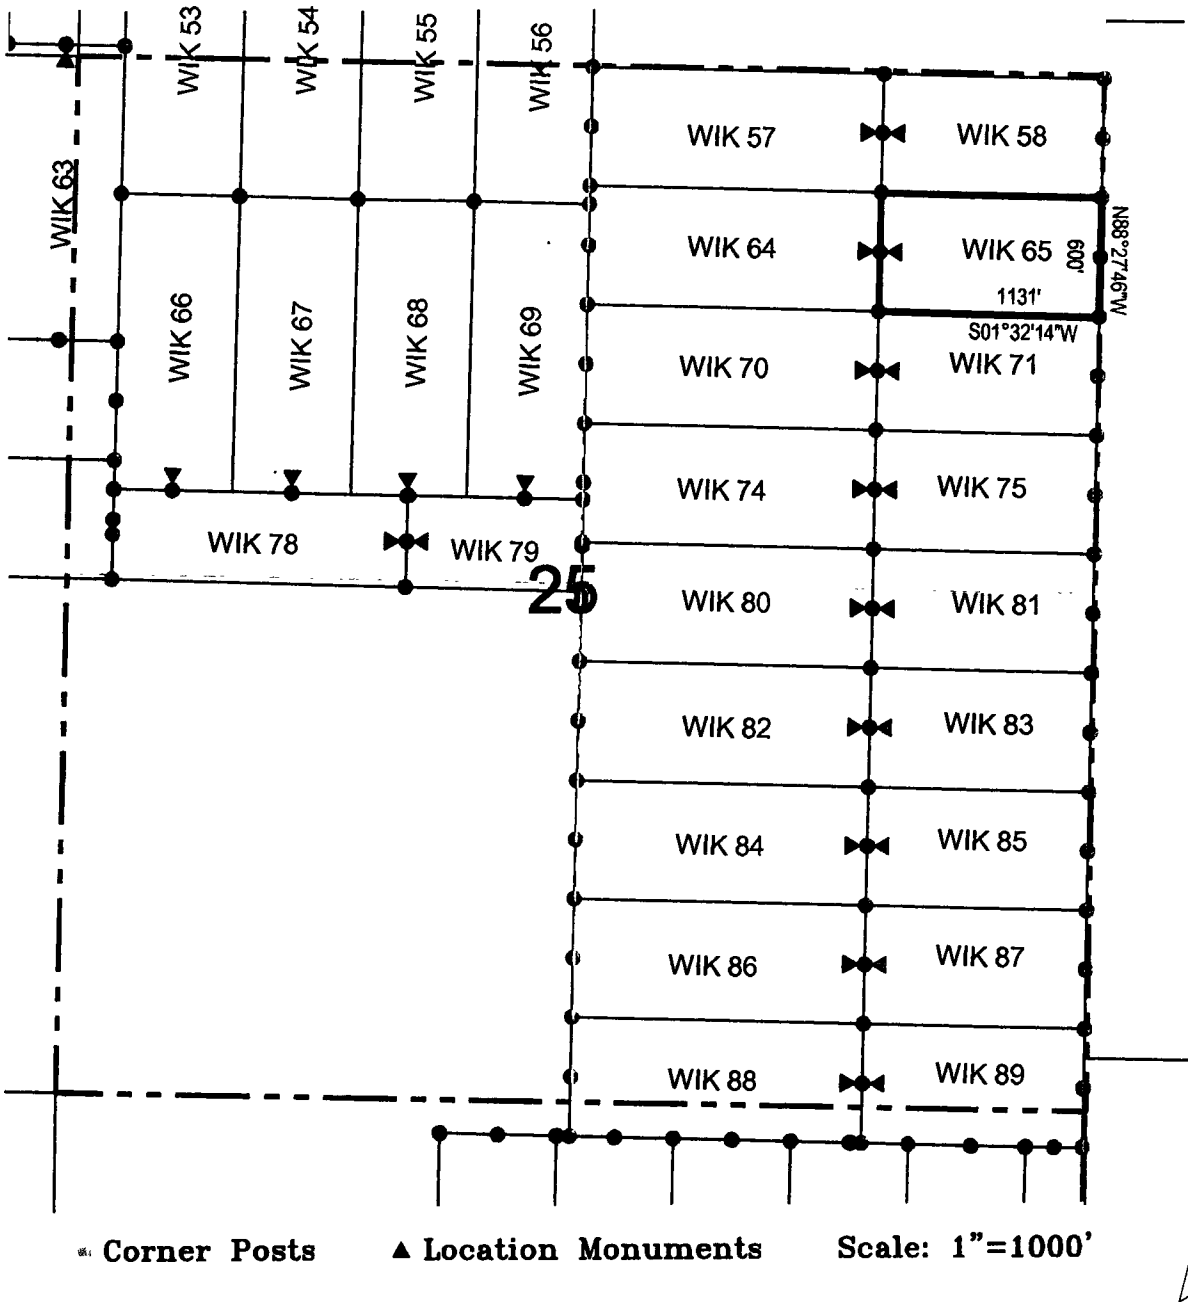 WIK 53
WIK 54
WIK 55
WIK 56
WIK 57
WIK 58
WIK 63
WIK 64
WIK 65
600'
N88°27'46"W
1131'
S01°32'14"W
WIK 66
WIK 67
WIK 68
WIK 69
WIK 70
WIK 71
WIK 74
WIK 75
WIK 78
WIK 79
25
WIK 80
WIK 81
WIK 82
WIK 83
WIK 84
WIK 85
WIK 86
WIK 87
WIK 88
WIK 89
Corner Posts
▲ Location Monuments
Scale: 1"=1000'